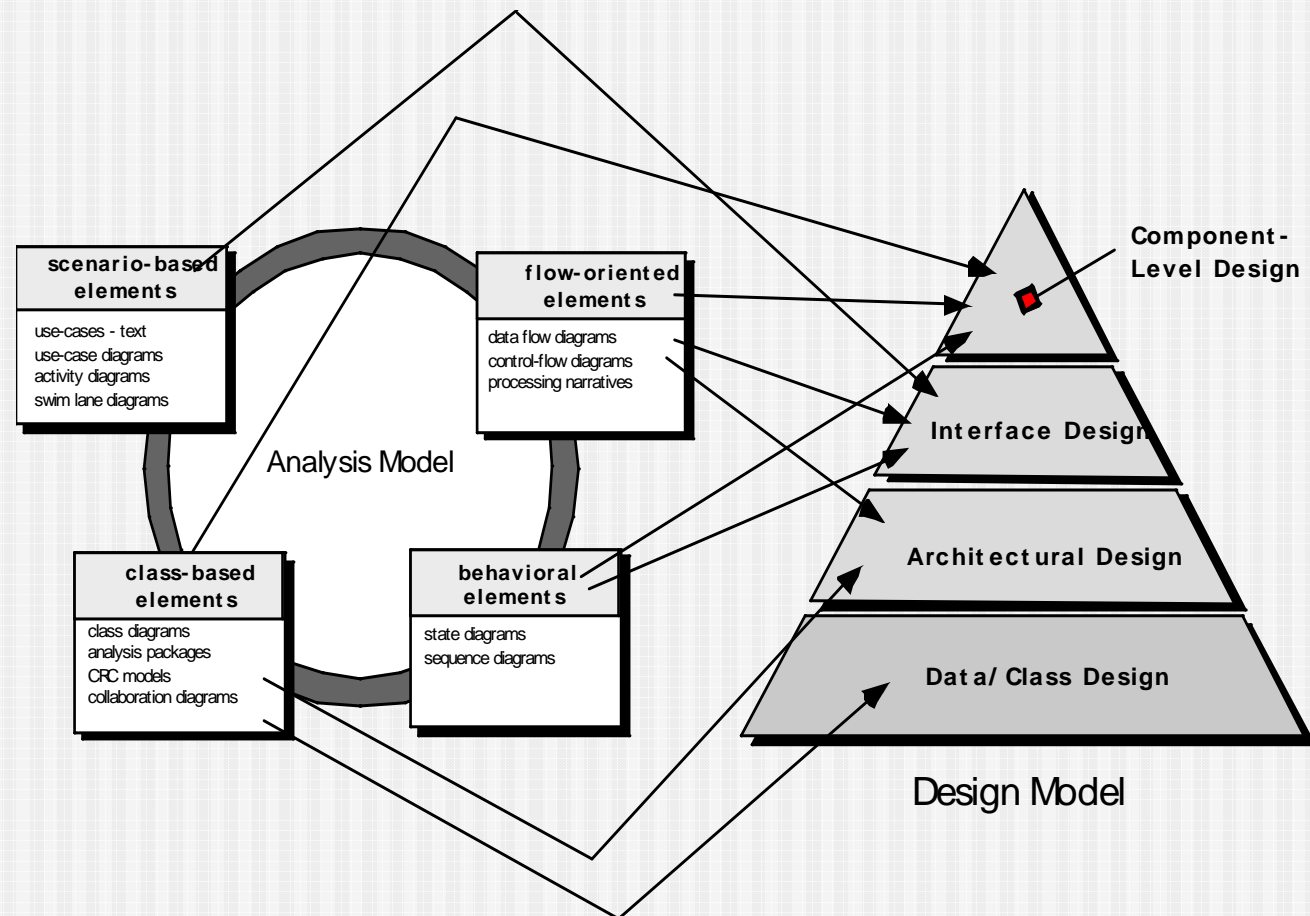 scenario-based
elements
use-cases - text
use-case diagrams
activity diagrams
swim lane diagrams
flow-oriented
elements
data flow diagrams
control-flow diagrams
processing narratives
Analysis Model
class-based
elements
class diagrams
analysis packages
CRC models
collaboration diagrams
behavioral
elements
state diagrams
sequence diagrams
Component-
Level Design
Interface Design
Architectural Design
Data/Class Design
Design Model